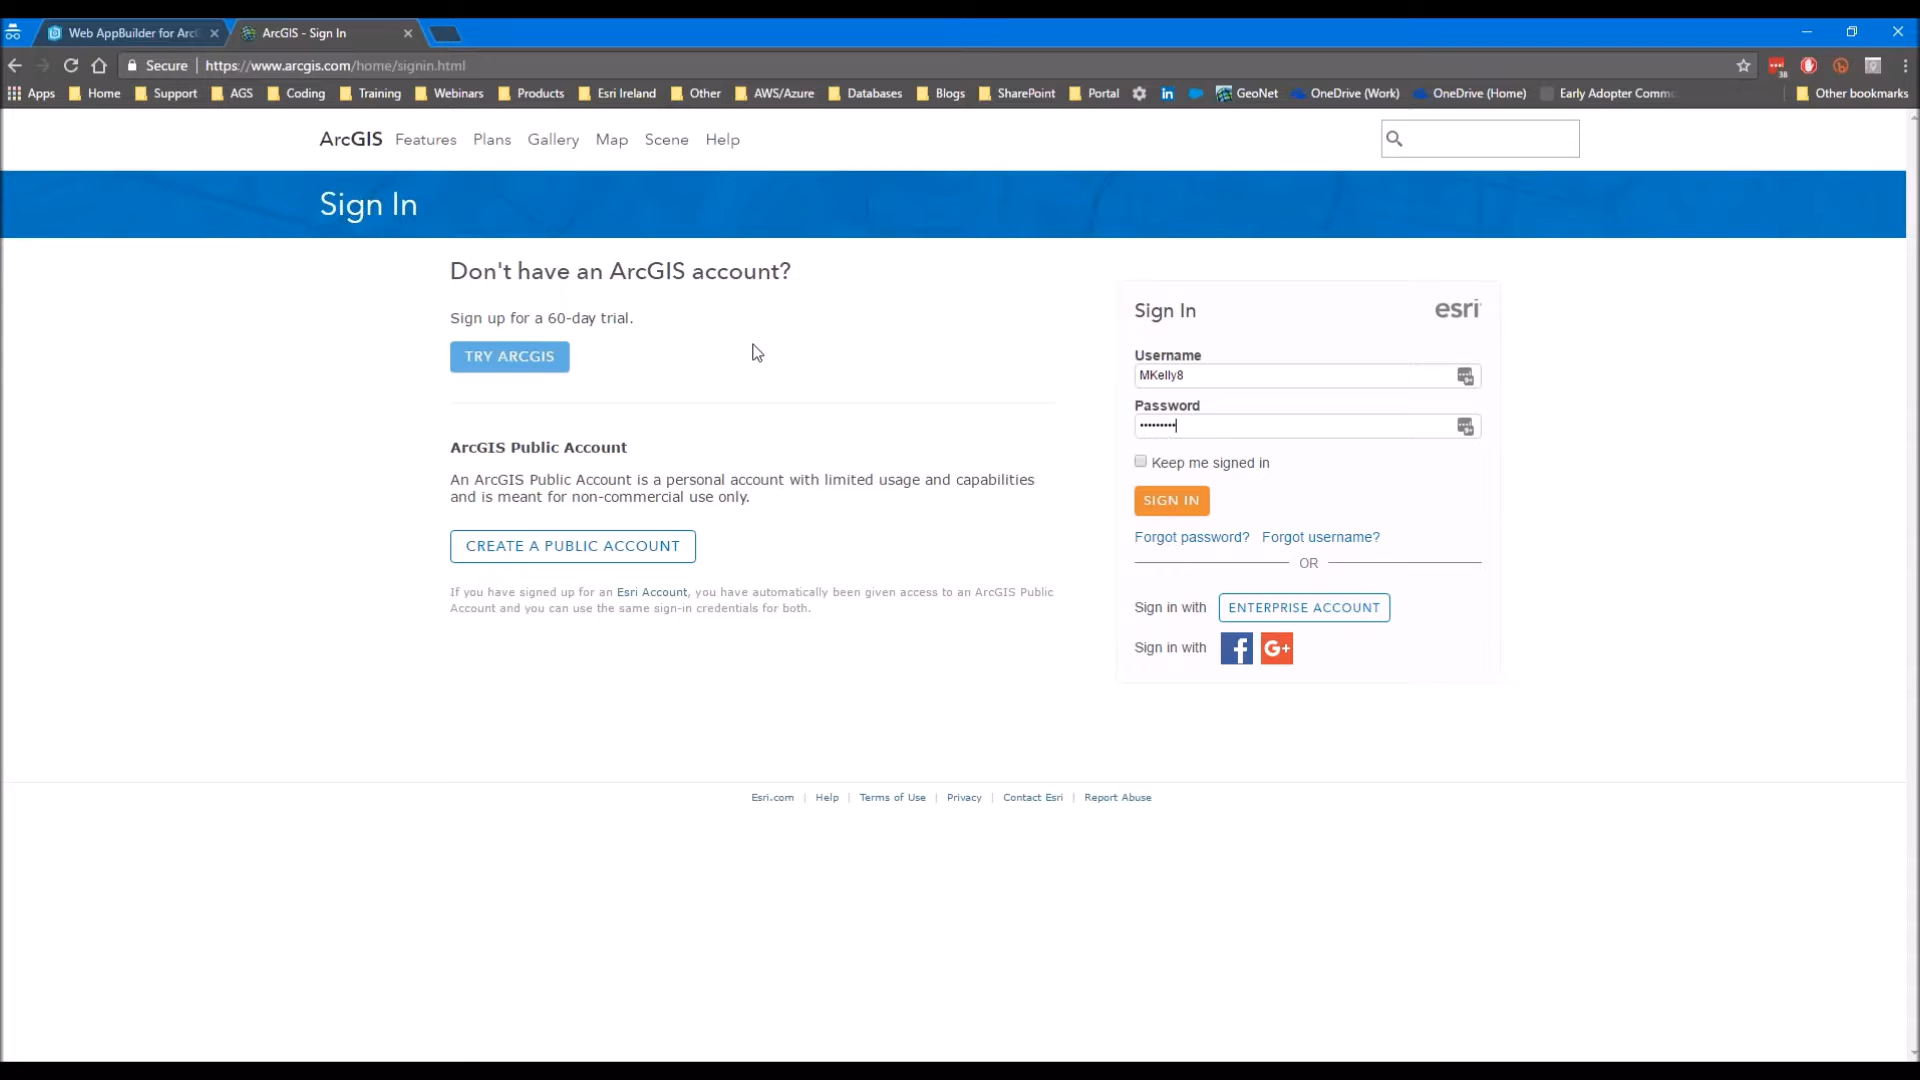 Web AppBuilder for Arc
ArcGIS - Sign In
Secure
https://www.arcgis.com/home/signin.html
38
Apps Home Support AGS Coding Training Webinars Products Esri Ireland Other AWS/Azure Databases Blogs SharePoint Portal in GeoNet OneDrive (Work) OneDrive (Home) Early Adopter Comm Other bookmarks
ArcGIS Features Plans Gallery Map Scene Help
Sign In
Don't have an ArcGIS account?
Sign up for a 60-day trial.
TRY ARCGIS
ArcGIS Public Account
An ArcGIS Public Account is a personal account with limited usage and capabilities
and is meant for non-commercial use only.
CREATE A PUBLIC ACCOUNT
If you have signed up for an Esri Account, you have automatically been given access to an ArcGIS Public
Account and you can use the same sign-in credentials for both.
Sign In
esri
Username
MKelly8
Password
•••••••••
Keep me signed in
SIGN IN
Forgot password? Forgot username?
OR
Sign in with ENTERPRISE ACCOUNT
Sign in with f G+
Esri.com | Help | Terms of Use | Privacy | Contact Esri | Report Abuse